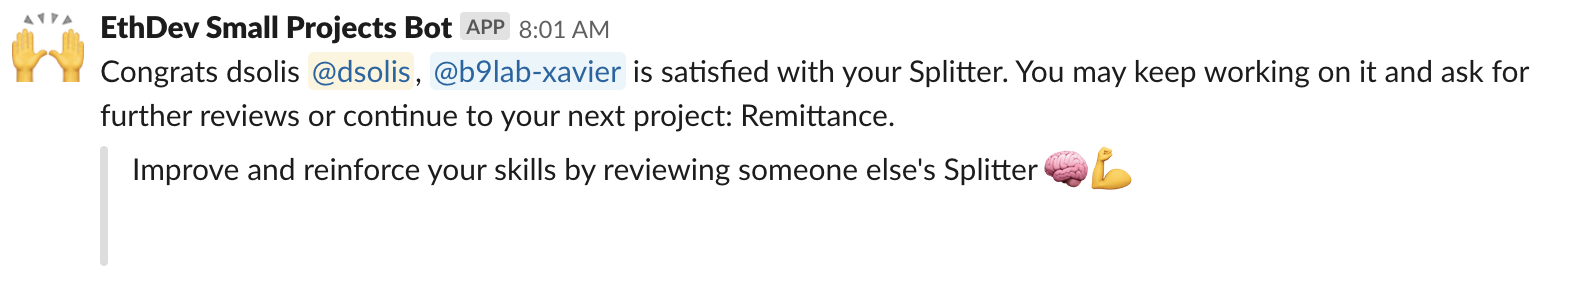 EthDev Small Projects Bot APP 8:01 AM
Congrats dsolis @dsolis, @b9lab-xavier is satisfied with your Splitter. You may keep working on it and ask for
further reviews or continue to your next project: Remittance.
Improve and reinforce your skills by reviewing someone else's Splitter 🧠💪